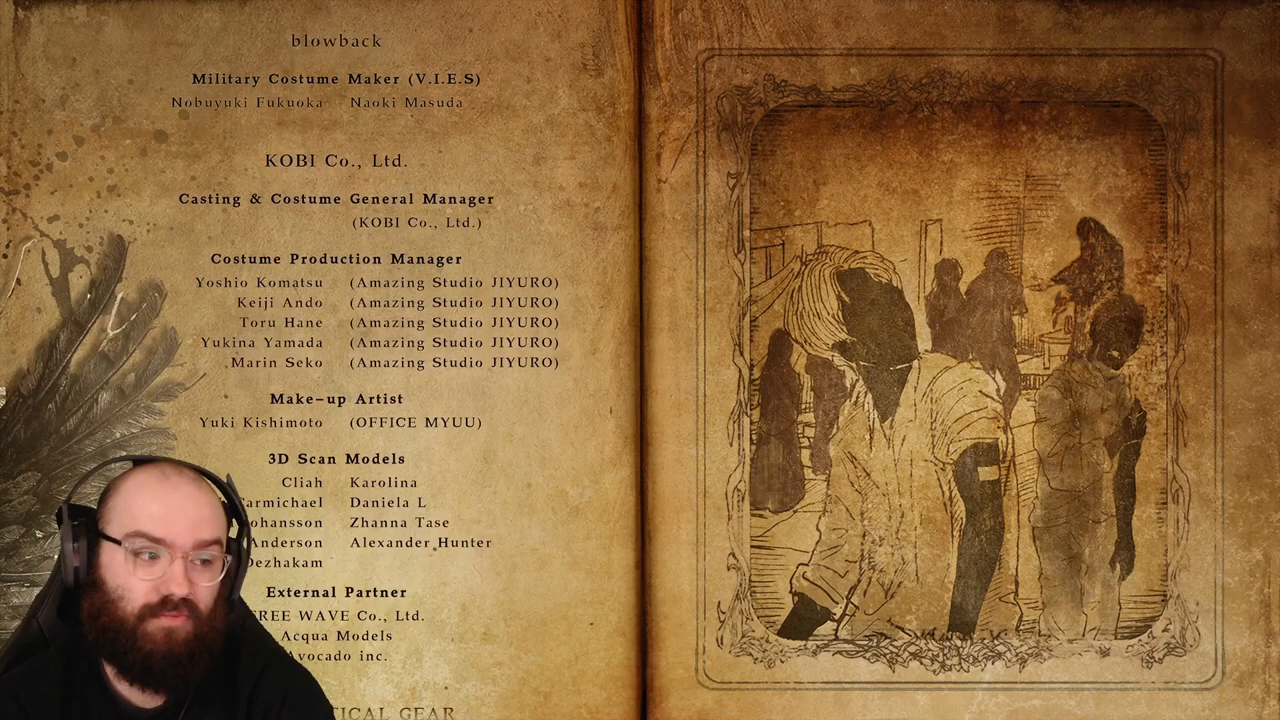 blowback
Military Costume Maker (V.I.E.S)
Nobuyuki Fukuoka Naoki Masuda
KOBI Co., Ltd.
Casting & Costume General Manager
(KOBI Co., Ltd.)
Costume Production Manager
Yoshio Komatsu (Amazing Studio JIYURO)
Keiji Ando (Amazing Studio JIYURO)
Toru Hane (Amazing Studio JIYURO)
Yukina Yamada (Amazing Studio JIYURO)
Marin Seko (Amazing Studio JIYURO)
Make-up Artist
Yuki Kishimoto (OFFICE MYUU)
3D Scan Models
Cliah Karolina
Carmichael Daniela L
Zhanna Tase
Anderson Alexander Hunter
Dezhakam
External Partner
FREE WAVE Co., Ltd.
Acqua Models
Avocado inc.
GEAR